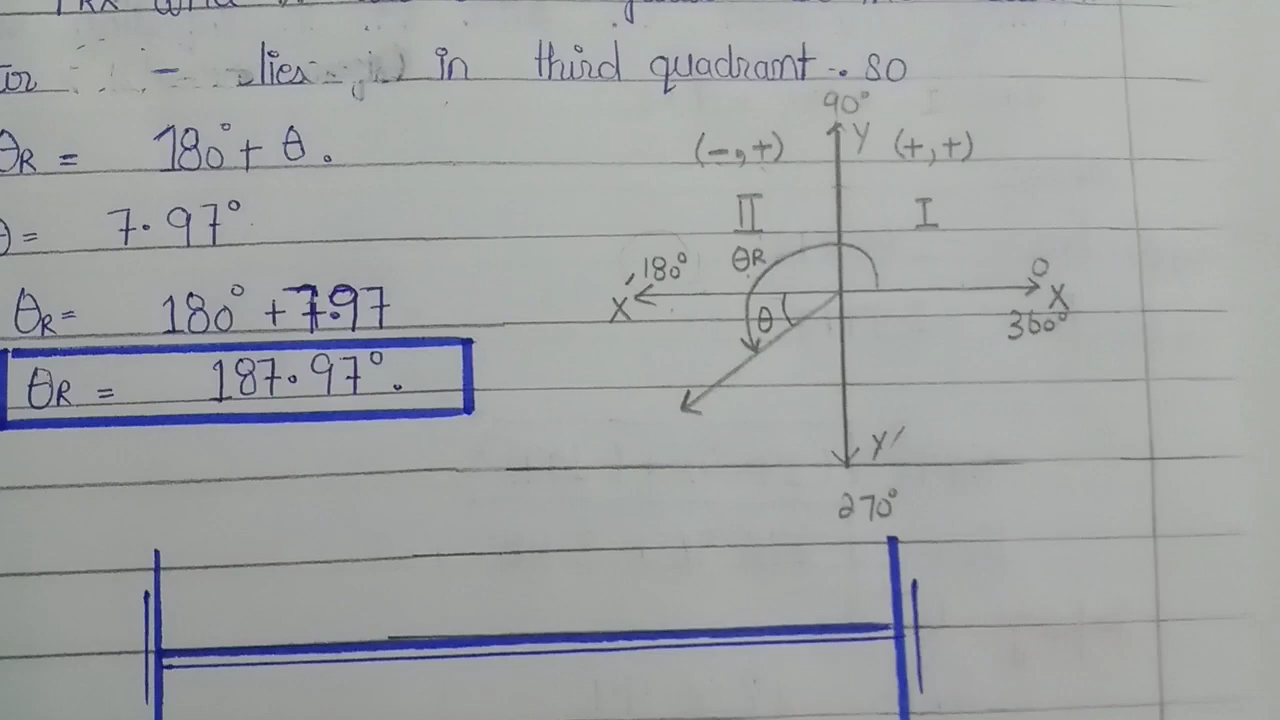 lies in third quadrant . so
θR = 180° + θ .
θ = 7.97°
θR = 180° + 7.97
θR = 187.97° .
90°
Y
(-,+) (+,+)
II I
180° θR 0
X' X
θ 360°
Y'
270°